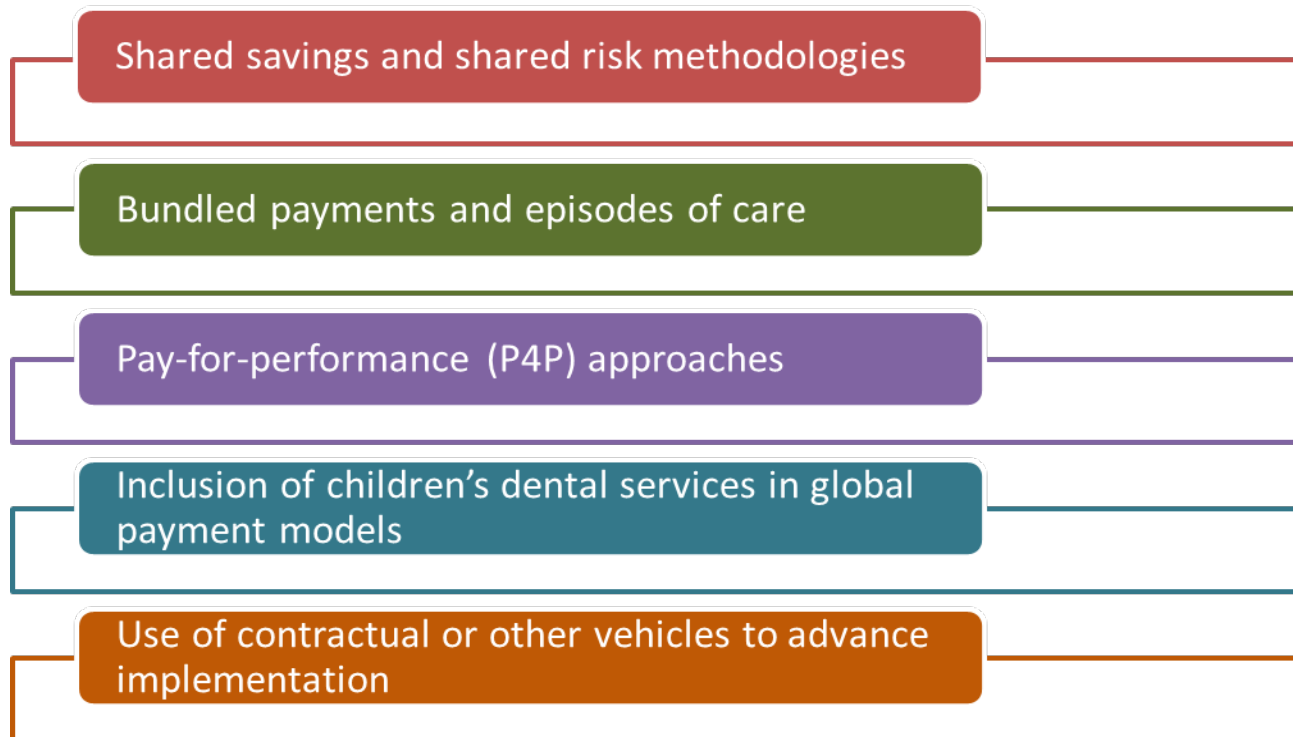 Shared savings and shared risk methodologies
Bundled payments and episodes of care
Pay-for-performance (P4P) approaches
Inclusion of children’s dental services in global
payment models
Use of contractual or other vehicles to advance
implementation